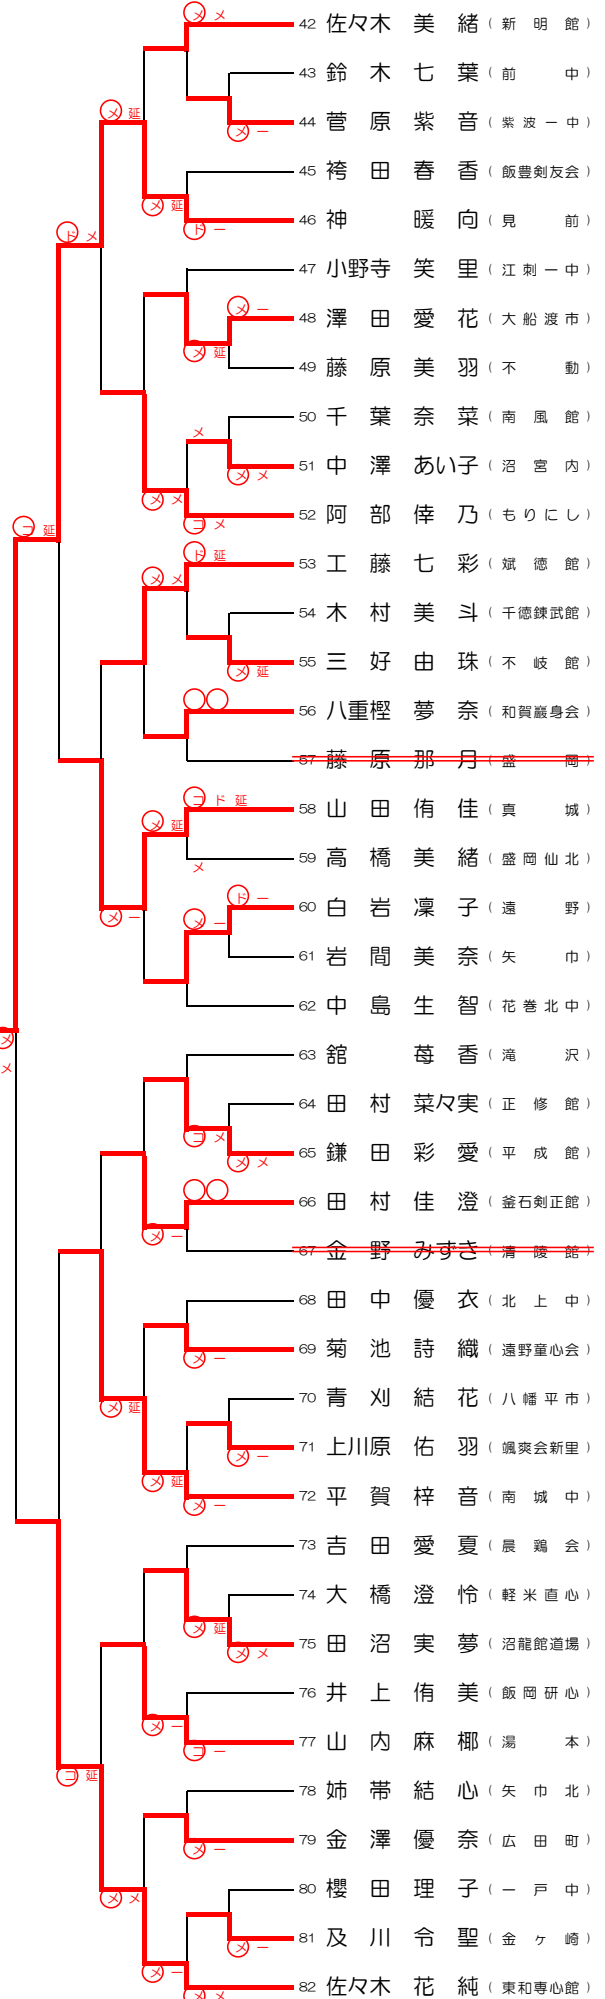 42 佐々木 美 緒 ( 新 明 館 )
43 鈴 木 七 葉 ( 前 中 )
44 菅 原 紫 音 ( 紫 波 一 中 )
45 袴 田 春 香 ( 飯豊剣友会 )
46 神 暖 向 ( 見 前 )
47 小野寺 笑 里 ( 江 刺 一 中 )
48 澤 田 愛 花 ( 大 船 渡 市 )
49 藤 原 美 羽 ( 不 動 )
50 千 葉 奈 菜 ( 南 風 館 )
51 中 澤 あい子 ( 沼 宮 内 )
52 阿 部 倖 乃 ( も り に し )
53 工 藤 七 彩 ( 斌 徳 館 )
54 木 村 美 斗 ( 千徳錬武館 )
55 三 好 由 珠 ( 不 岐 館 )
56 八重樫 夢 奈 ( 和賀巖身会 )
57 藤 原 那 月 ( 盛 岡 )
58 山 田 侑 佳 ( 真 城 )
59 高 橋 美 緒 ( 盛 岡 仙 北 )
60 白 岩 凜 子 ( 遠 野 )
61 岩 間 美 奈 ( 矢 巾 )
62 中 島 生 智 ( 花 巻 北 中 )
63 舘 苺 香 ( 滝 沢 )
64 田 村 菜々実 ( 正 修 館 )
65 鎌 田 彩 愛 ( 平 成 館 )
66 田 村 佳 澄 ( 釜石剣正館 )
67 金 野 みずき ( 清 陵 館 )
68 田 中 優 衣 ( 北 上 中 )
69 菊 池 詩 織 ( 遠野童心会 )
70 青 刈 結 花 ( 八 幡 平 市 )
71 上川原 佑 羽 ( 颯爽会新里 )
72 平 賀 梓 音 ( 南 城 中 )
73 吉 田 愛 夏 ( 晨 鶏 会 )
74 大 橋 澄 怜 ( 軽 米 直 心 )
75 田 沼 実 夢 ( 沼龍館道場 )
76 井 上 侑 美 ( 飯 岡 研 心 )
77 山 内 麻 椰 ( 湯 本 )
78 姉 帯 結 心 ( 矢 巾 北 )
79 金 澤 優 奈 ( 広 田 町 )
80 櫻 田 理 子 ( 一 戸 中 )
81 及 川 令 聖 ( 金 ヶ 崎 )
82 佐々木 花 純 ( 東和専心館 )